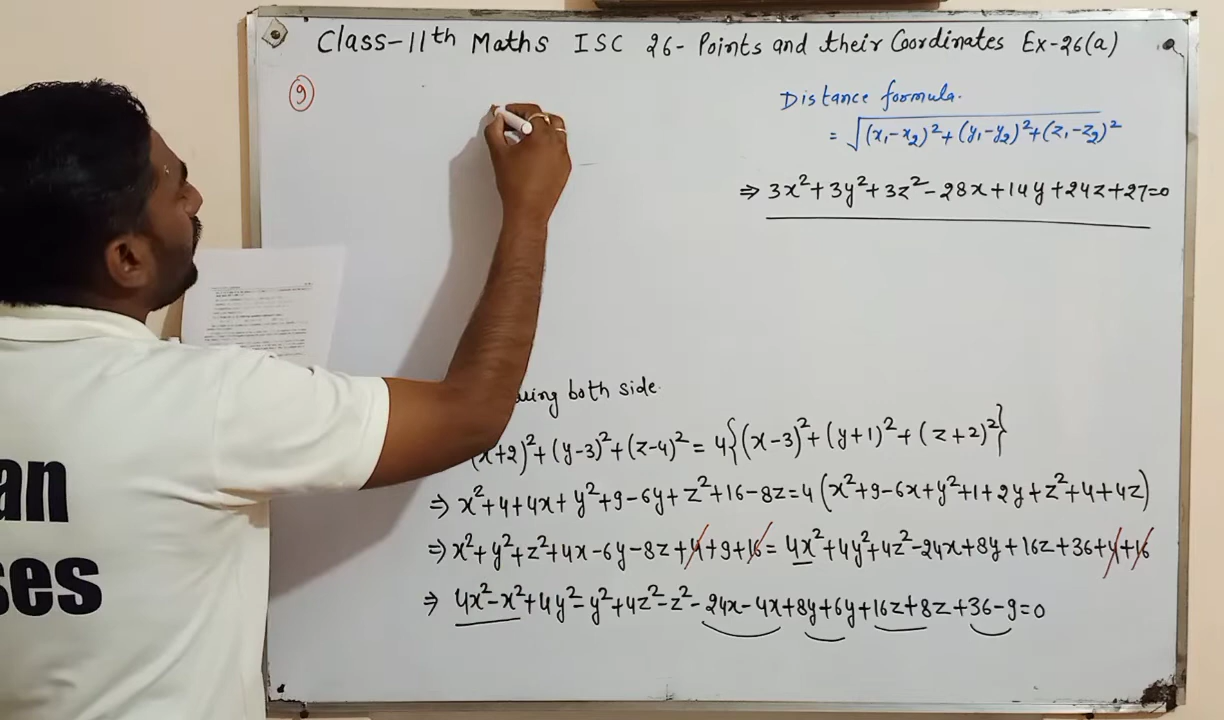 Class-11th Maths ISC 26- Points and their Coordinates Ex-26(a)
9
Distance formula.
= √(x₁-x₂)²+(y₁-y₂)²+(z₁-z₂)²
⇒ 3x²+3y²+3z²-28x+14y+24z+27=0
both side.
(x+2)²+(y-3)²+(z-4)² = 4{(x-3)²+(y+1)²+(z+2)²}
⇒ x²+4+4x+y²+9-6y+z²+16-8z=4(x²+9-6x+y²+1+2y+z²+4+4z)
⇒ x²+y²+z²+4x-6y-8z+4+9+16=4x²+4y²+4z²-24x+8y+16z+36+4+16
⇒ 4x²-x²+4y²-y²+4z²-z²-24x-4x+8y+6y+16z+8z+36-9=0
an
ses